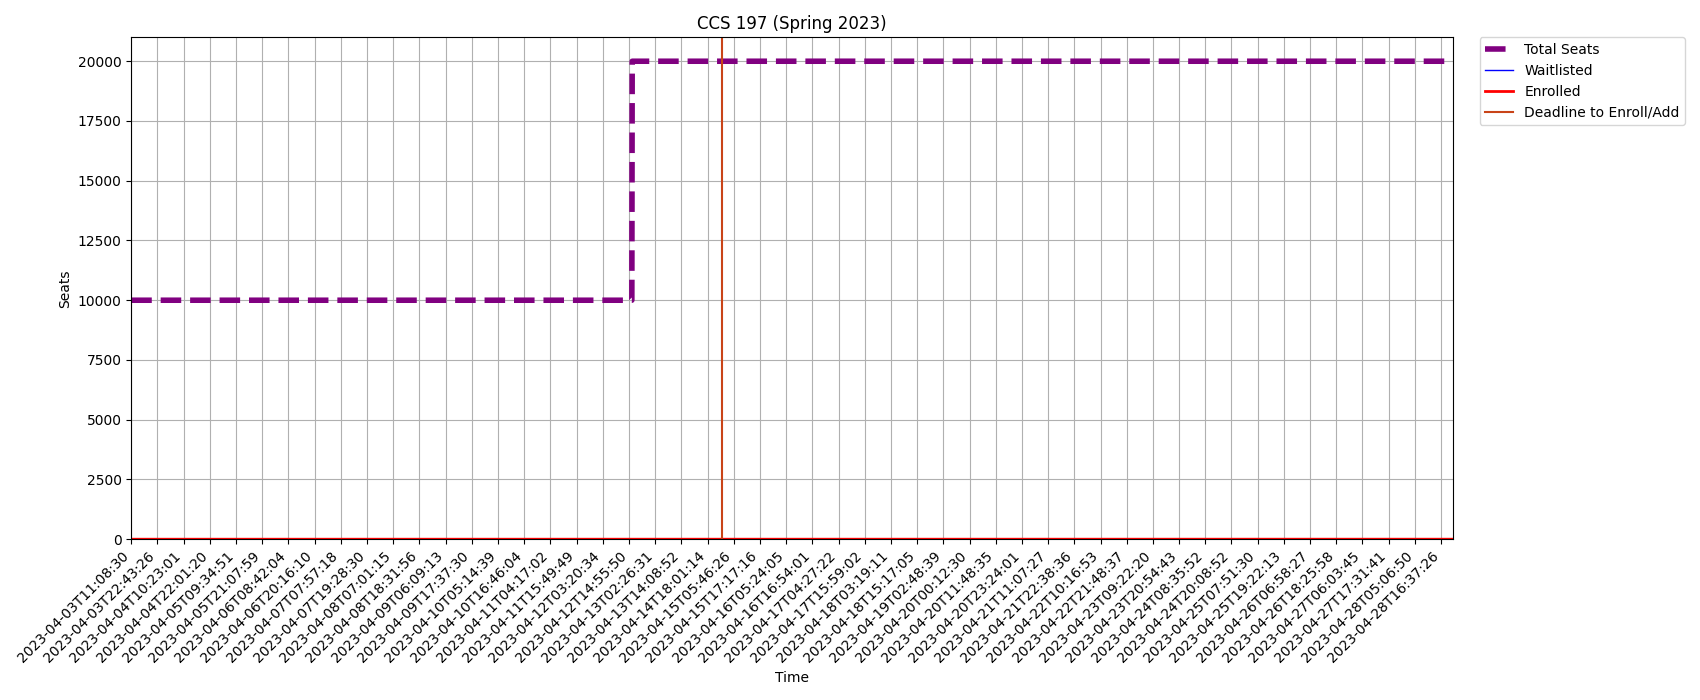 CCS 197 (Spring 2023)
Total Seats
Waitlisted
Enrolled
Deadline to Enroll/Add
20000
17500
15000
12500
10000
7500
5000
2500
0
Seats
2023-04-03T11:08:30
2023-04-03T22:43:26
2023-04-04T10:23:01
2023-04-04T22:01:20
2023-04-05T09:34:51
2023-04-05T21:07:59
2023-04-06T08:42:04
2023-04-06T20:16:10
2023-04-07T07:57:18
2023-04-07T19:28:30
2023-04-08T07:01:15
2023-04-08T18:31:56
2023-04-09T06:09:13
2023-04-09T17:37:30
2023-04-10T05:14:39
2023-04-10T16:46:04
2023-04-11T04:17:02
2023-04-11T15:49:49
2023-04-12T03:20:34
2023-04-12T14:55:50
2023-04-13T02:26:31
2023-04-13T14:08:52
2023-04-14T18:01:14
2023-04-15T05:46:26
2023-04-15T17:17:16
2023-04-16T05:24:05
2023-04-16T16:54:01
2023-04-17T04:27:22
2023-04-17T15:59:02
2023-04-18T03:19:11
2023-04-18T15:17:05
2023-04-19T02:48:39
2023-04-20T00:12:30
2023-04-20T11:48:35
2023-04-20T23:24:01
2023-04-21T11:07:27
2023-04-21T22:38:36
2023-04-22T10:16:53
2023-04-22T21:48:37
2023-04-23T09:22:20
2023-04-23T20:54:43
2023-04-24T08:35:52
2023-04-24T20:08:52
2023-04-25T07:51:30
2023-04-25T19:22:13
2023-04-26T06:58:27
2023-04-26T18:25:58
2023-04-27T06:03:45
2023-04-27T17:31:41
2023-04-28T05:06:50
2023-04-28T16:37:26
Time